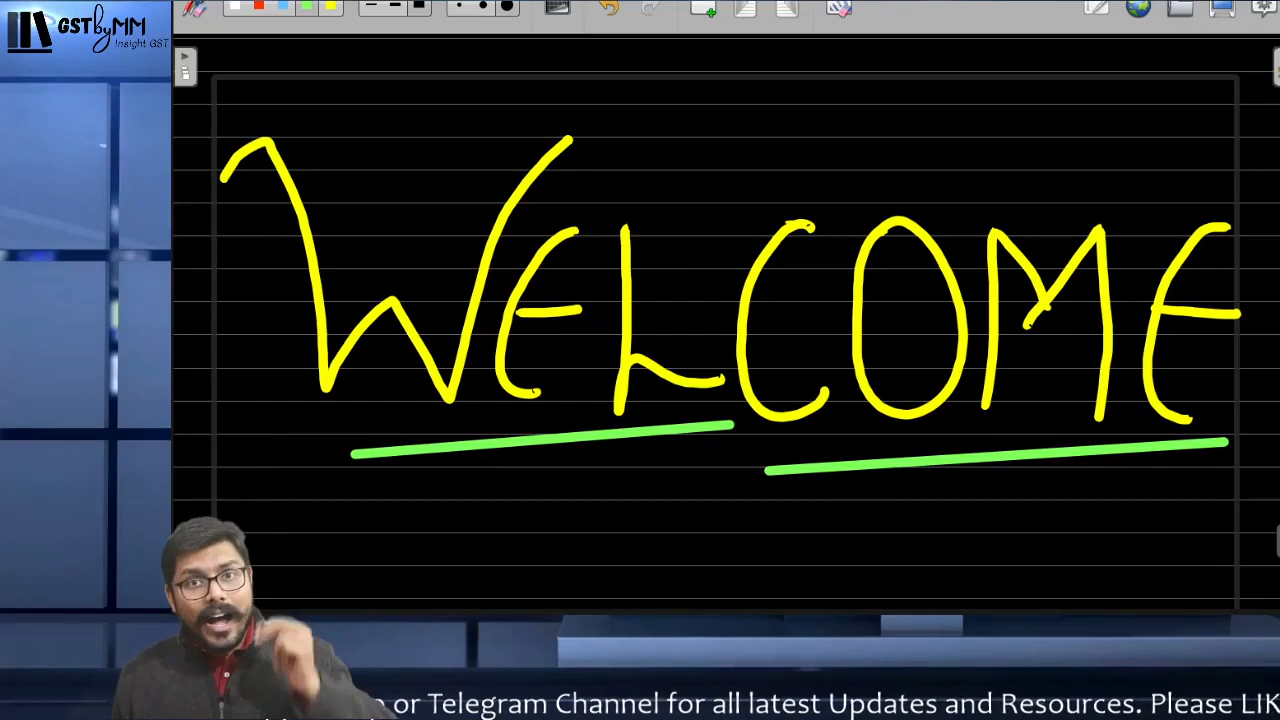 GSTbyMM
Insight GST
WELCOME
or Telegram Channel for all latest Updates and Resources. Please LIK